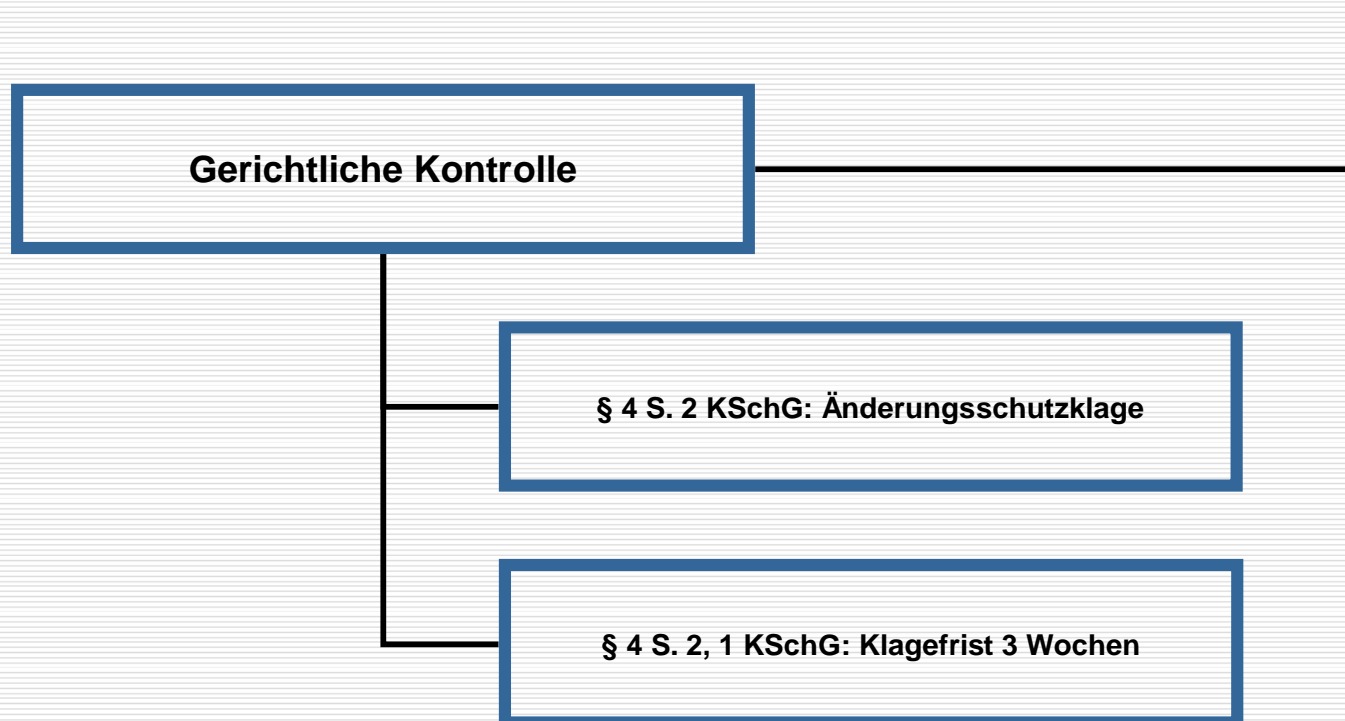 Gerichtliche Kontrolle
§ 4 S. 2 KSchG: Änderungsschutzklage
§ 4 S. 2, 1 KSchG: Klagefrist 3 Wochen